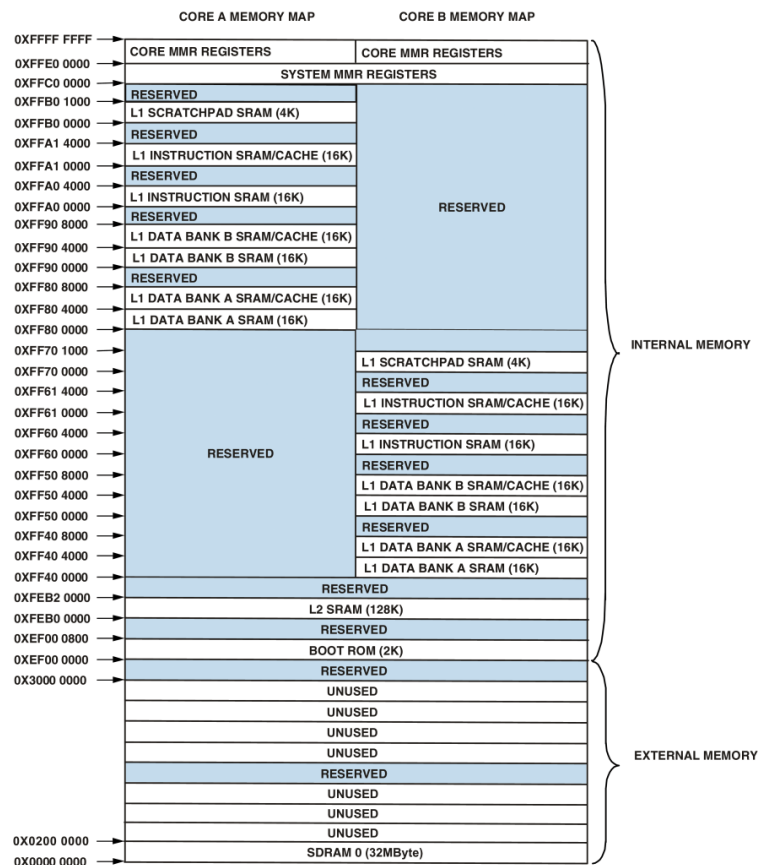 CORE A MEMORY MAP
CORE B MEMORY MAP
0XFFFF FFFF
CORE MMR REGISTERS
CORE MMR REGISTERS
0XFFE0 0000
SYSTEM MMR REGISTERS
0XFFC0 0000
RESERVED
0XFFB0 1000
L1 SCRATCHPAD SRAM (4K)
0XFFB0 0000
RESERVED
0XFFA1 4000
L1 INSTRUCTION SRAM/CACHE (16K)
0XFFA1 0000
RESERVED
0XFFA0 4000
L1 INSTRUCTION SRAM (16K)
0XFFA0 0000
RESERVED
RESERVED
0XFF90 8000
L1 DATA BANK B SRAM/CACHE (16K)
0XFF90 4000
L1 DATA BANK B SRAM (16K)
0XFF90 0000
RESERVED
0XFF80 8000
L1 DATA BANK A SRAM/CACHE (16K)
0XFF80 4000
L1 DATA BANK A SRAM (16K)
0XFF80 0000
INTERNAL MEMORY
0XFF70 1000
L1 SCRATCHPAD SRAM (4K)
0XFF70 0000
RESERVED
0XFF61 4000
L1 INSTRUCTION SRAM/CACHE (16K)
0XFF61 0000
RESERVED
0XFF60 4000
L1 INSTRUCTION SRAM (16K)
0XFF60 0000
RESERVED
RESERVED
0XFF50 8000
L1 DATA BANK B SRAM/CACHE (16K)
0XFF50 4000
L1 DATA BANK B SRAM (16K)
0XFF50 0000
RESERVED
0XFF40 8000
L1 DATA BANK A SRAM/CACHE (16K)
0XFF40 4000
L1 DATA BANK A SRAM (16K)
0XFF40 0000
RESERVED
0XFEB2 0000
L2 SRAM (128K)
0XFEB0 0000
RESERVED
0XEF00 0800
BOOT ROM (2K)
0XEF00 0000
RESERVED
0X3000 0000
UNUSED
UNUSED
UNUSED
UNUSED
EXTERNAL MEMORY
RESERVED
UNUSED
UNUSED
UNUSED
0X0200 0000
SDRAM 0 (32MByte)
0X0000 0000